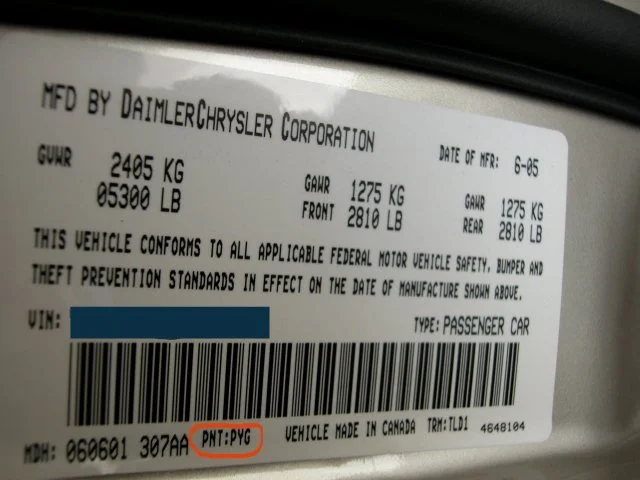 MFD BY DAIMLERCHRYSLER CORPORATION
DATE OF MFR: 6-05
GVWR 2405 KG
05300 LB
GAWR 1275 KG
FRONT 2810 LB
GAWR 1275 KG
REAR 2810 LB
THIS VEHICLE CONFORMS TO ALL APPLICABLE FEDERAL MOTOR VEHICLE SAFETY, BUMPER AND
THEFT PREVENTION STANDARDS IN EFFECT ON THE DATE OF MANUFACTURE SHOWN ABOVE.
VIN: TYPE: PASSENGER CAR
MDH: 060601 307AA PNT:PYG VEHICLE MADE IN CANADA TRM:TLD1 4648104